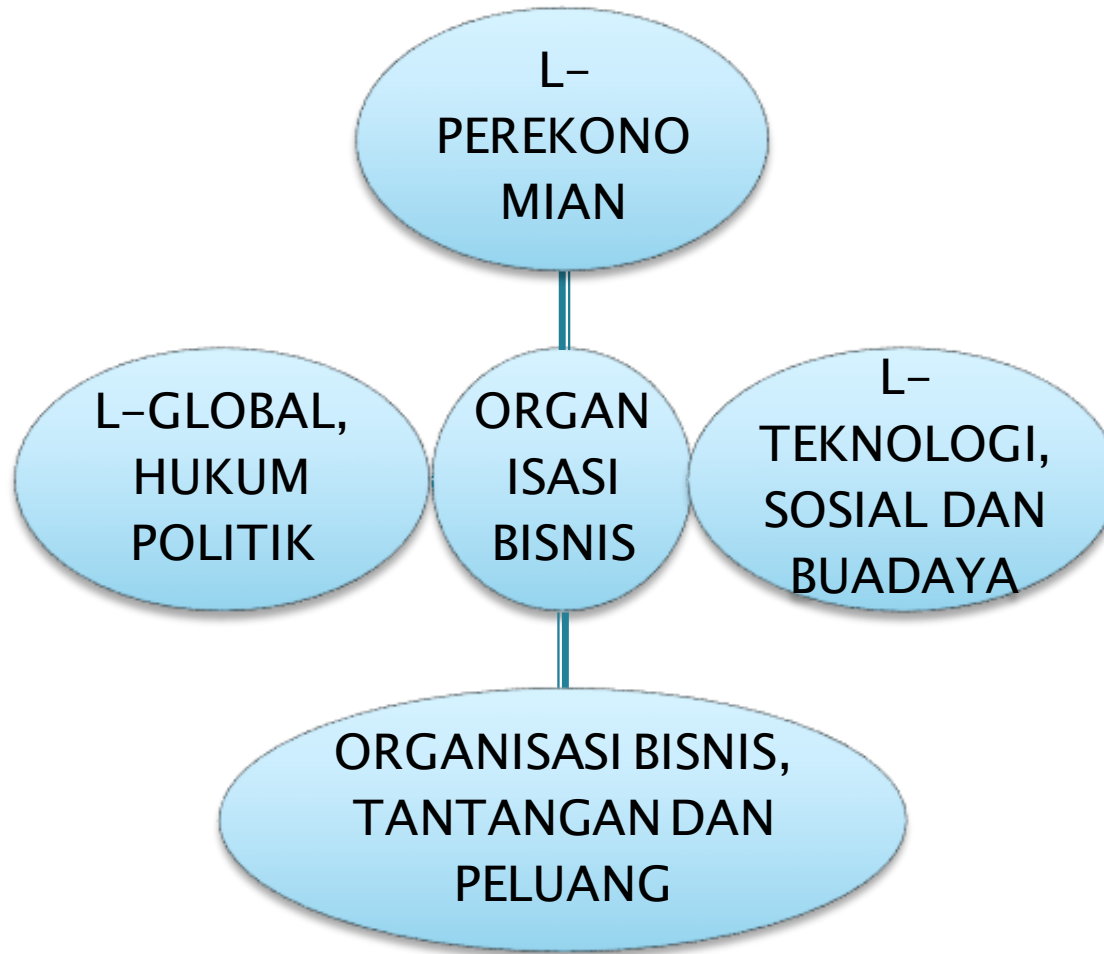 L-
PEREKONO
MIAN
L-GLOBAL,
HUKUM
POLITIK
ORGAN
ISASI
BISNIS
L-
TEKNOLOGI,
SOSIAL DAN
BUADAYA
ORGANISASI BISNIS,
TANTANGAN DAN
PELUANG